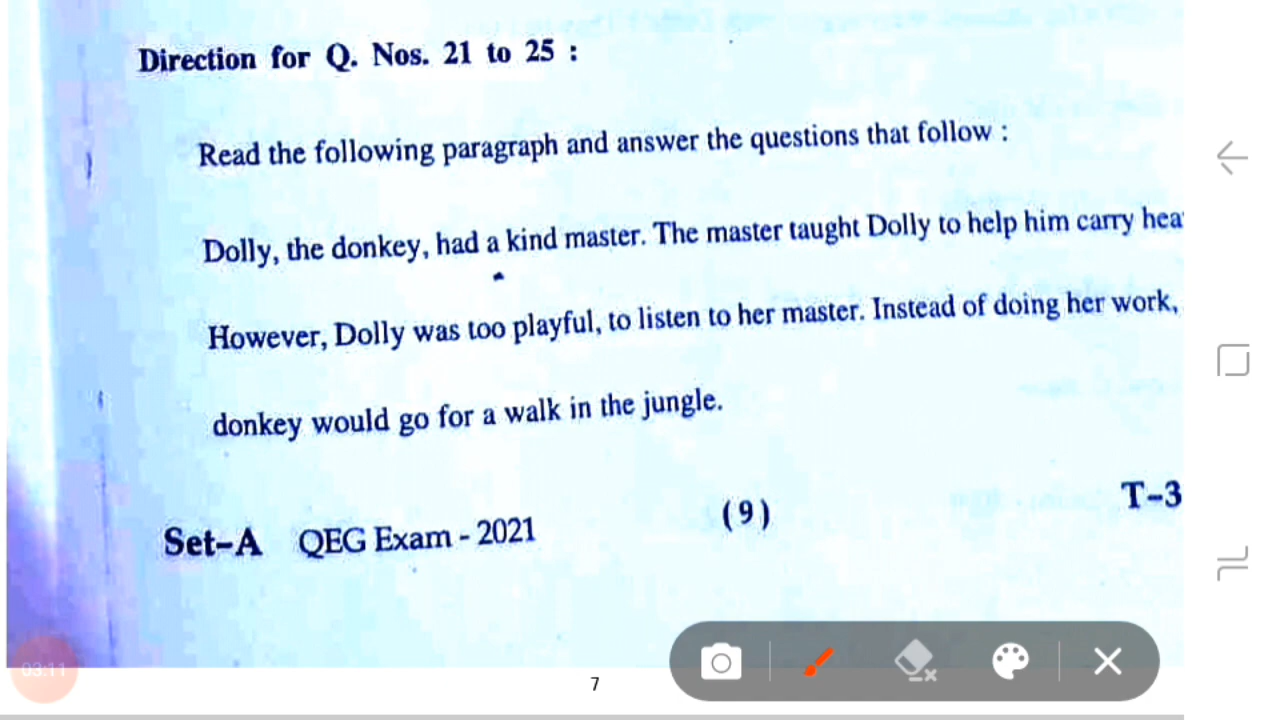 Direction for Q. Nos. 21 to 25 :
Read the following paragraph and answer the questions that follow :
Dolly, the donkey, had a kind master. The master taught Dolly to help him carry hea
However, Dolly was too playful, to listen to her master. Instead of doing her work,
donkey would go for a walk in the jungle.
Set-A QEG Exam - 2021 (9) T-3
03:11
7